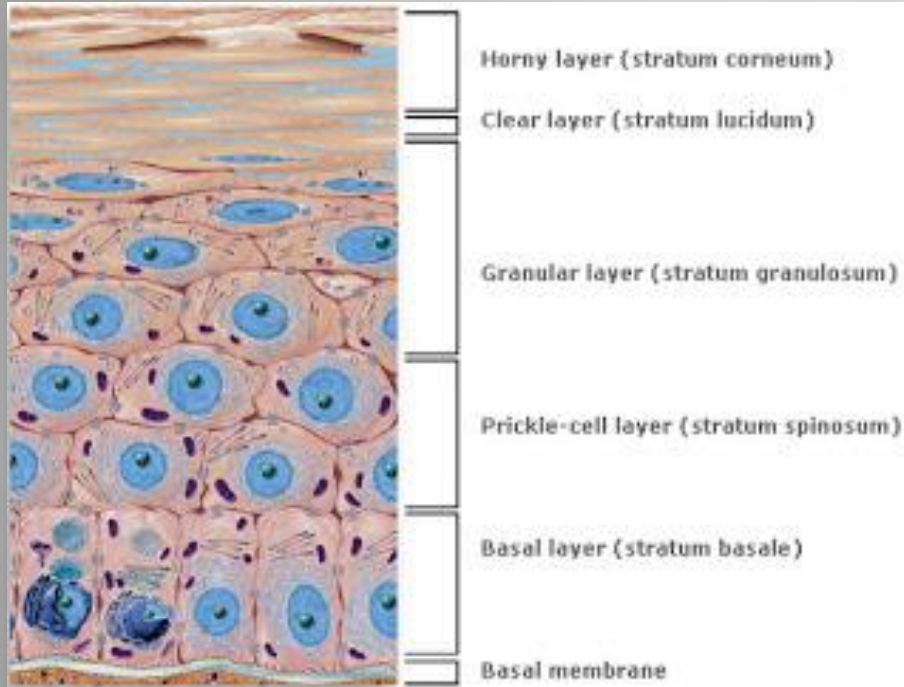 Horny layer (stratum corneum)
Clear layer (stratum lucidum)
Granular layer (stratum granulosum)
Prickle-cell layer (stratum spinosum)
Basal layer (stratum basale)
Basal membrane